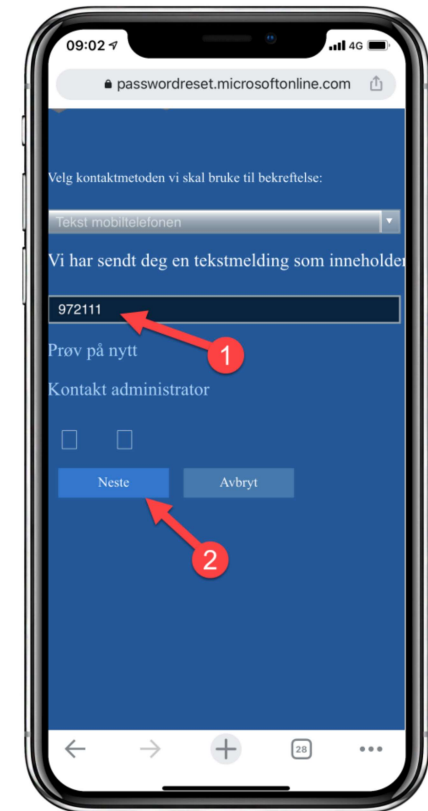 09:02
4G
passwordreset.microsoftonline.com
Velg kontaktmetoden vi skal bruke til bekreftelse:
Tekst mobiltelefonen
Vi har sendt deg en tekstmelding som inneholder
972111
1
Prøv på nytt
Kontakt administrator
Neste
Avbryt
2
28